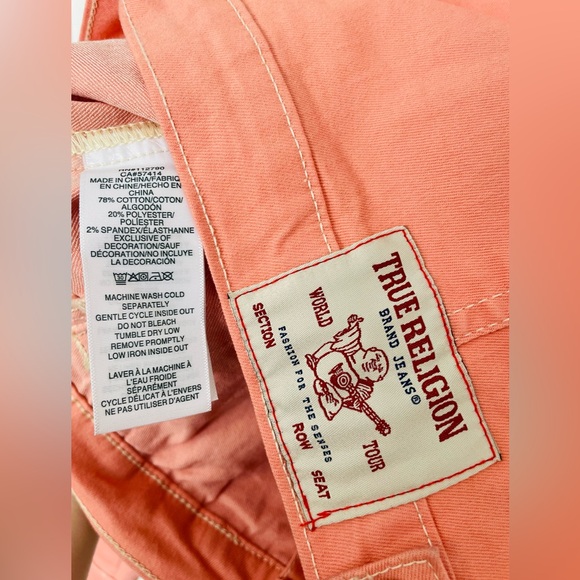 RN#112790
CA#57414
MADE IN CHINA/FABRIQ
EN CHINE/HECHO EN
CHINA
78% COTTON/COTON/
ALGODÓN
20% POLYESTER/
POLIESTER
2% SPANDEX/ÉLASTHANNE
EXCLUSIVE OF
DECORATION/SAUF
DÉCORATION/NO INCLUYE
LA DECORACIÓN
MACHINE WASH COLD
SEPARATELY
GENTLE CYCLE INSIDE OUT
DO NOT BLEACH
TUMBLE DRY LOW
REMOVE PROMPTLY
LOW IRON INSIDE OUT
LAVER À LA MACHINE À
L'EAU FROIDE
SÉPARÉMENT
CYCLE DÉLICAT À L'ENVERS
NE PAS UTILISER D'AGENT
TRUE RELIGION
BRAND JEANS®
WORLD TOUR
FASHION FOR THE SENSES
SECTION ROW SEAT